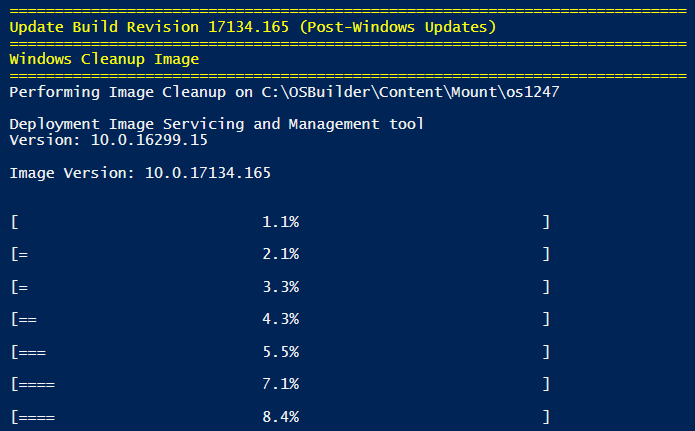 ===========================================================================
Update Build Revision 17134.165 (Post-Windows Updates)
===========================================================================
Windows Cleanup Image
===========================================================================
Performing Image Cleanup on C:\OSBuilder\Content\Mount\os1247
Deployment Image Servicing and Management tool
Version: 10.0.16299.15
Image Version: 10.0.17134.165
[                           1.1%                           ]
[=                          2.1%                           ]
[=                          3.3%                           ]
[==                         4.3%                           ]
[===                        5.5%                           ]
[====                       7.1%                           ]
[====                       8.4%                           ]